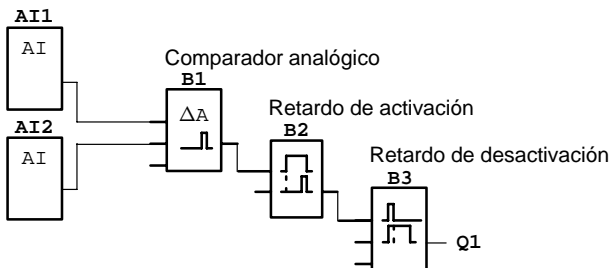 AI1
AI
Comparador analógico
B1
ΔA
AI2
AI
Retardo de activación
B2
Retardo de desactivación
B3
Q1